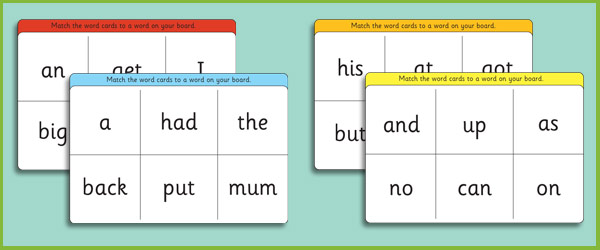 Match the word cards to a word on your board.
an get I
big
Match the word cards to a word on your board.
a had the
back put mum
Match the word cards to a word on your board.
his at got
but
Match the word cards to a word on your board.
and up as
no can on